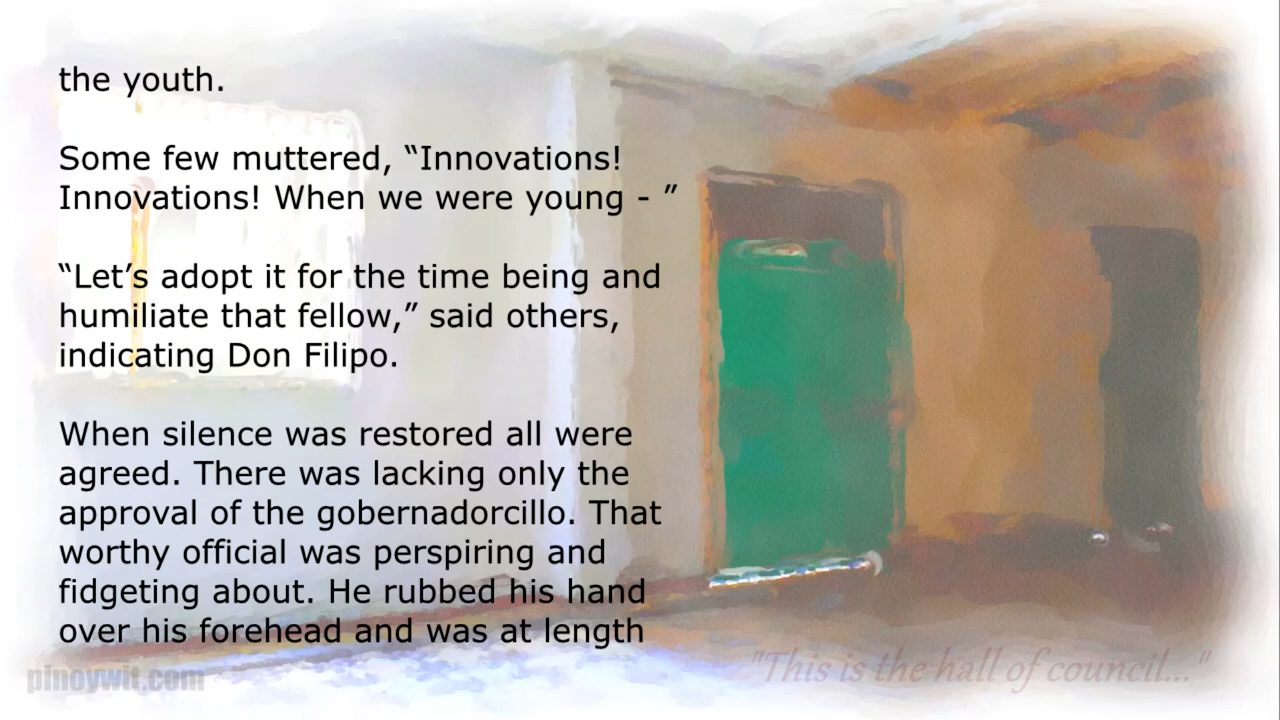 the youth.
Some few muttered, “Innovations!
Innovations! When we were young - ”
“Let’s adopt it for the time being and
humiliate that fellow,” said others,
indicating Don Filipo.
When silence was restored all were
agreed. There was lacking only the
approval of the gobernadorcillo. That
worthy official was perspiring and
fidgeting about. He rubbed his hand
over his forehead and was at length
"This is the hall of council..."
pinoywit.com